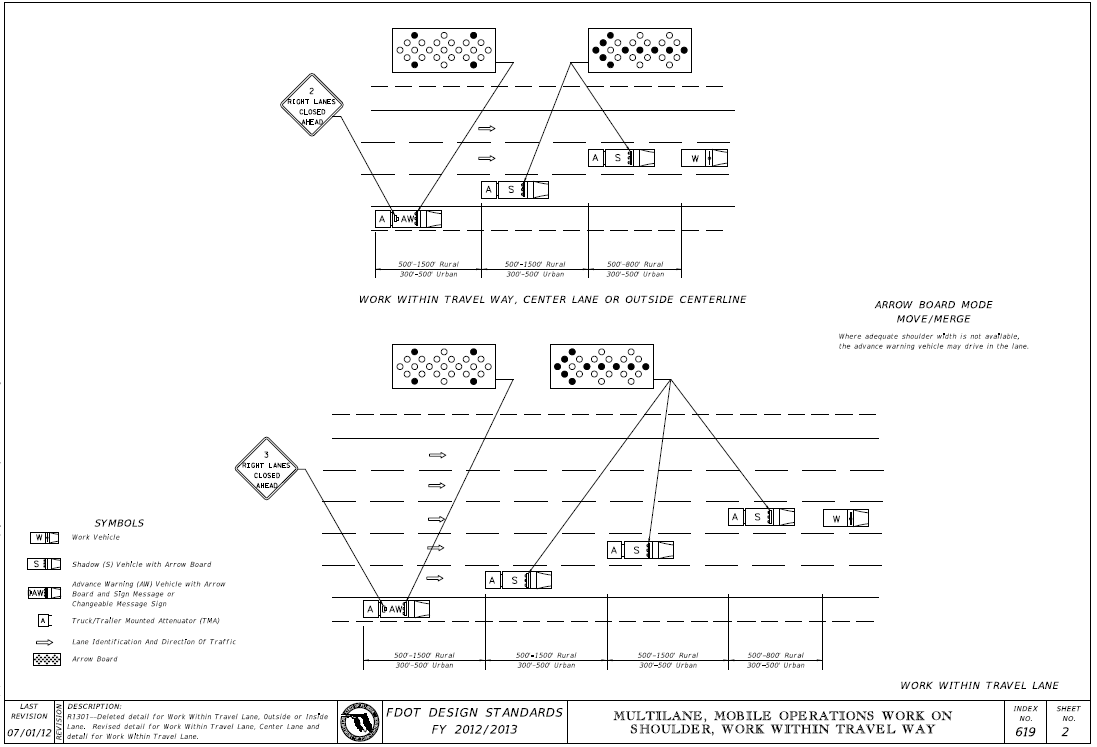 2
RIGHT LANES
CLOSED
AHEAD
A S
W
A S
A AW
500'-1500' Rural
300'-500' Urban
500'-1500' Rural
300'-500' Urban
500'-800' Rural
300'-500' Urban
WORK WITHIN TRAVEL WAY, CENTER LANE OR OUTSIDE CENTERLINE
ARROW BOARD MODE
MOVE/MERGE
Where adequate shoulder width is not available,
the advance warning vehicle may drive in the lane.
3
RIGHT LANES
CLOSED
AHEAD
A S
W
A S
A S
A AW
500'-1500' Rural
300'-500' Urban
500'-1500' Rural
300'-500' Urban
500'-1500' Rural
300'-500' Urban
500'-800' Rural
300'-500' Urban
SYMBOLS
W Work Vehicle
S Shadow (S) Vehicle with Arrow Board
AW Advance Warning (AW) Vehicle with Arrow
Board and Sign Message or
Changeable Message Sign
A Truck/Trailer Mounted Attenuator (TMA)
Lane Identification And Direction Of Traffic
Arrow Board
WORK WITHIN TRAVEL LANE
LAST
REVISION
07/01/12
REVISION
DESCRIPTION:
R1301--Deleted detail for Work Within Travel Lane, Outside or Inside
Lane. Revised detail for Work Within Travel Lane, Center Lane and
detail for Work Within Travel Lane.
FDOT DESIGN STANDARDS
FY 2012/2013
MULTILANE, MOBILE OPERATIONS WORK ON
SHOULDER, WORK WITHIN TRAVEL WAY
INDEX
NO.
619
SHEET
NO.
2